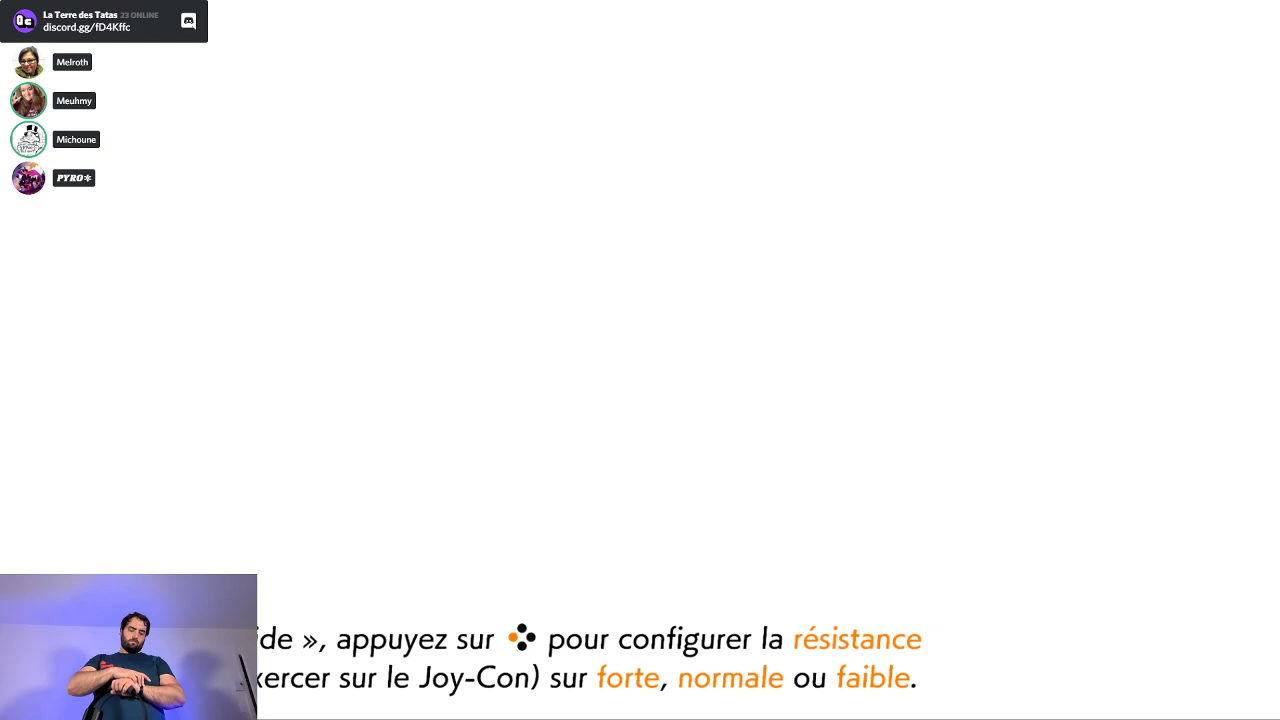 La Terre des Tatas 23 ONLINE
discord.gg/fD4Kffc
Melroth
Meuhmy
Michoune
PYRO
ide », appuyez sur pour configurer la résistance
xercer sur le Joy-Con) sur forte, normale ou faible.